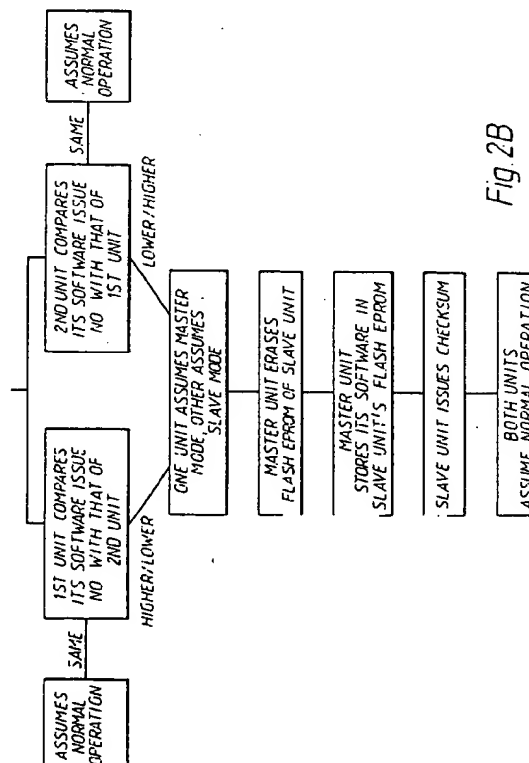 1ST UNIT COMPARES
ITS SOFTWARE ISSUE
NO WITH THAT OF
2ND UNIT
2ND UNIT COMPARES
ITS SOFTWARE ISSUE
NO WITH THAT OF
1ST UNIT
SAME
SAME
ASSUMES
NORMAL
OPERATION
ASSUMES
NORMAL
OPERATION
HIGHER/LOWER
LOWER/HIGHER
ONE UNIT ASSUMES MASTER
MODE, OTHER ASSUMES
SLAVE MODE
MASTER UNIT ERASES
FLASH EPROM OF SLAVE UNIT
MASTER UNIT
STORES ITS SOFTWARE IN
SLAVE UNIT'S FLASH EPROM
SLAVE UNIT ISSUES CHECKSUM
BOTH UNITS
ASSUME NORMAL OPERATION
Fig. 2B